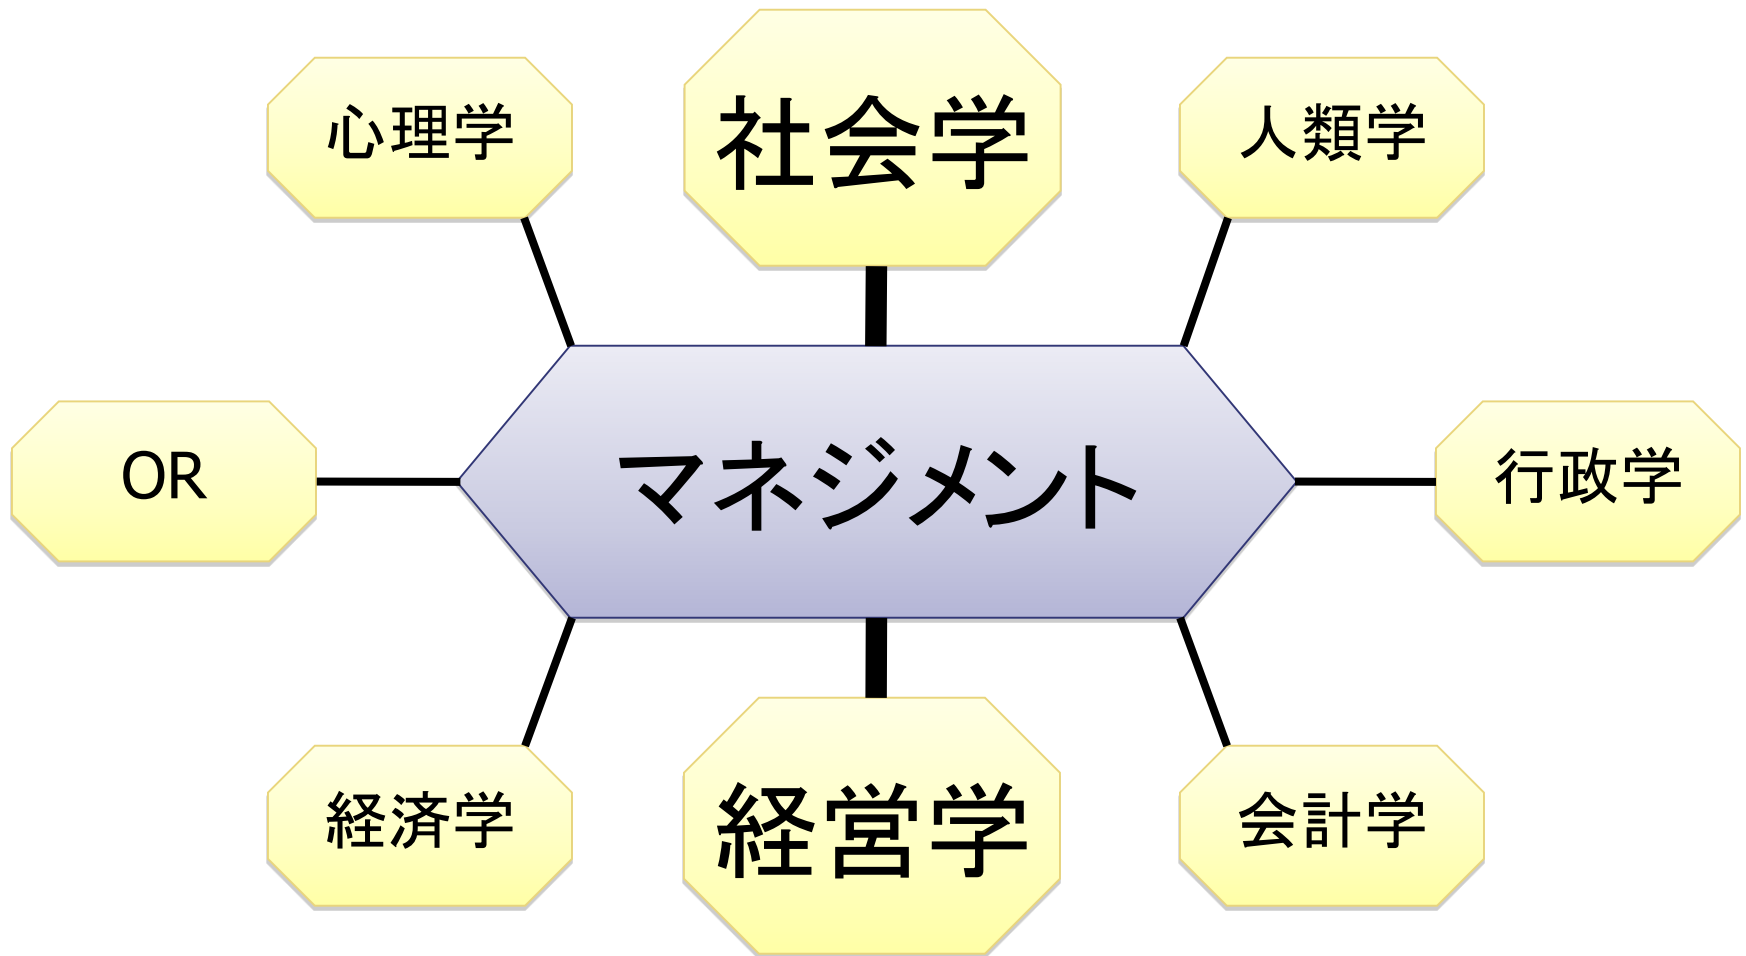 心理学
社会学
人類学
OR
マネジメント
行政学
経済学
経営学
会計学